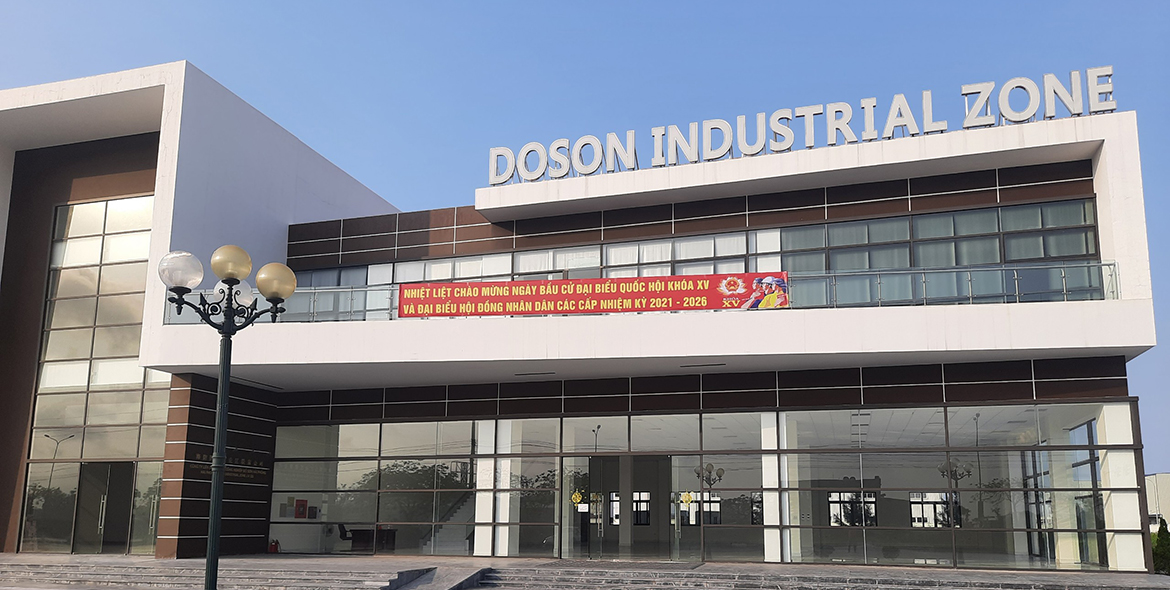 DOSON INDUSTRIAL ZONE
NHIỆT LIỆT CHÀO MỪNG NGÀY BẦU CỬ ĐẠI BIỂU QUỐC HỘI KHÓA XV
VÀ ĐẠI BIỂU HỘI ĐỒNG NHÂN DÂN CÁC CẤP NHIỆM KỲ 2021 - 2026
XV